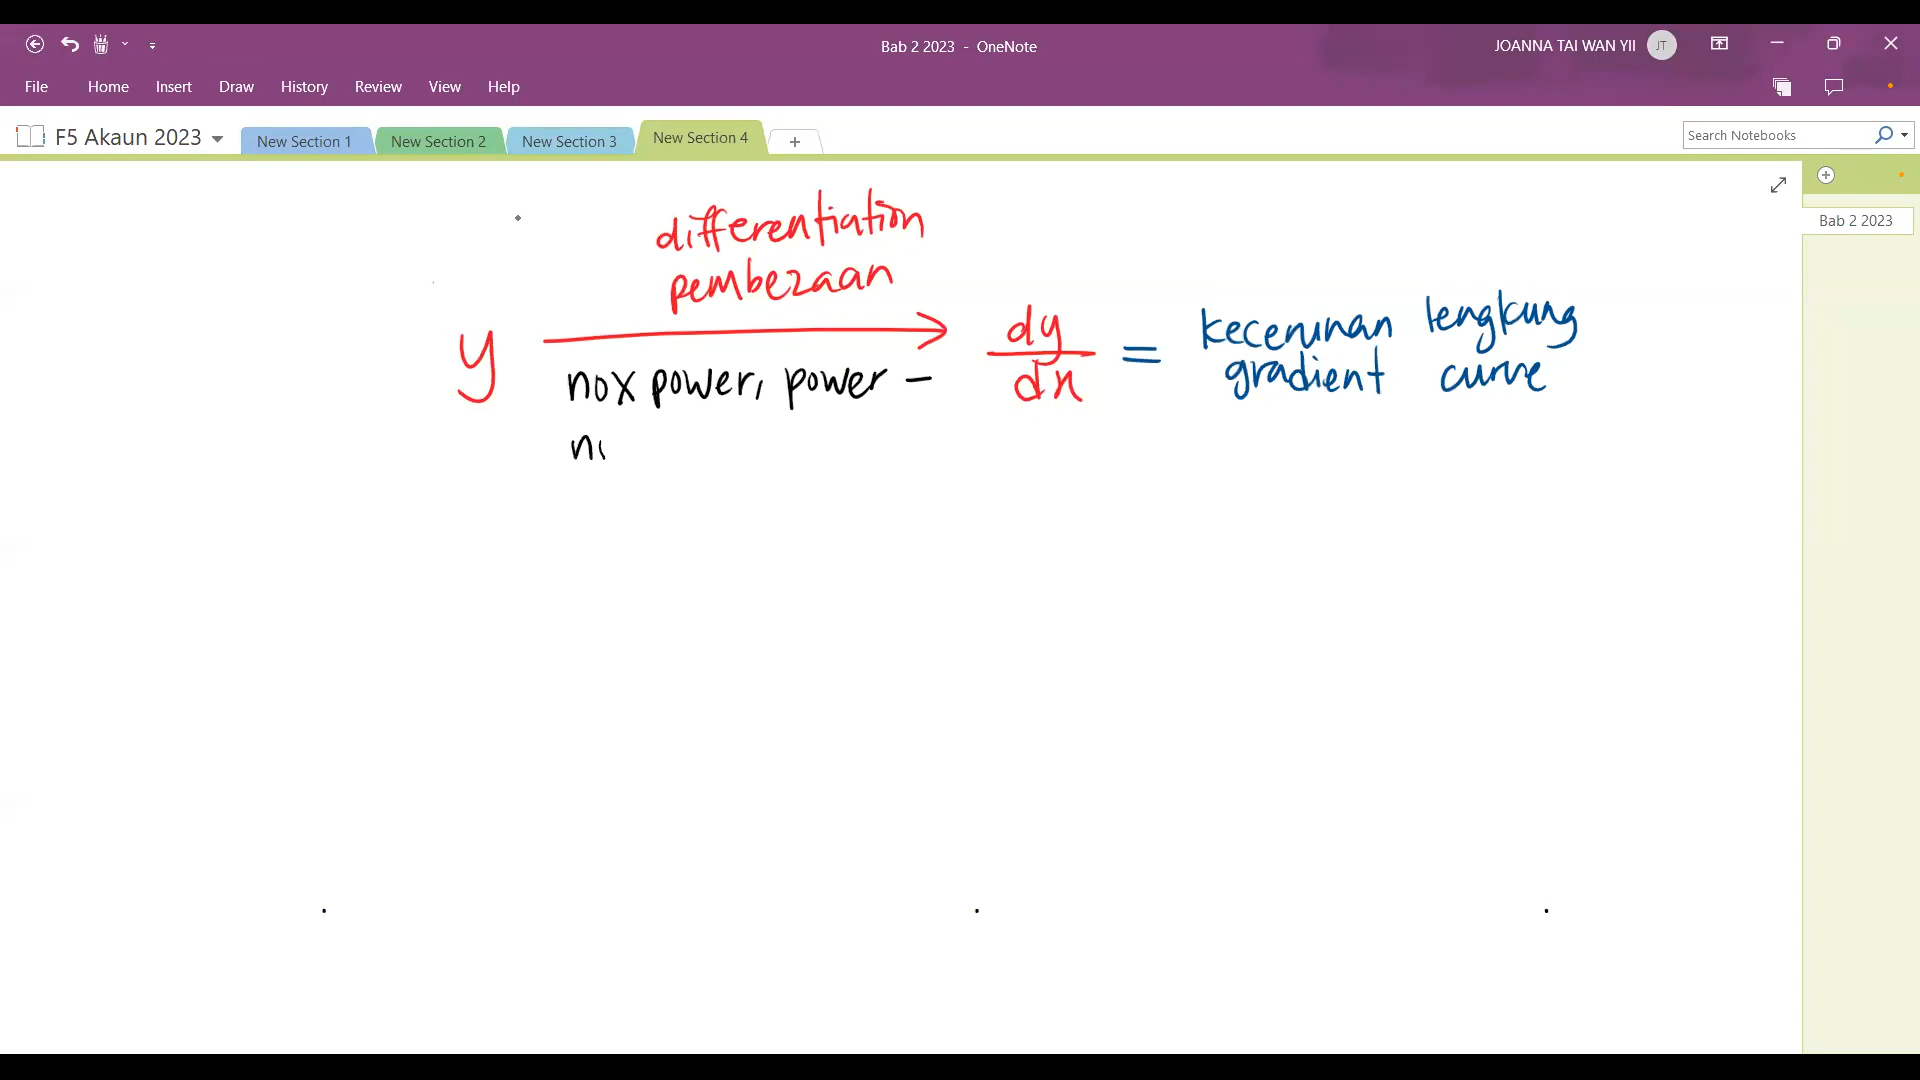 Bab 2 2023 - OneNote
JOANNA TAI WAN YII JT
File Home Insert Draw History Review View Help
F5 Akaun 2023 New Section 1 New Section 2 New Section 3 New Section 4 +
Search Notebooks
Bab 2 2023
differentiation
pembezaan
y dy/dx = kecerunan lengkung
gradient curve
no x power, power –
n